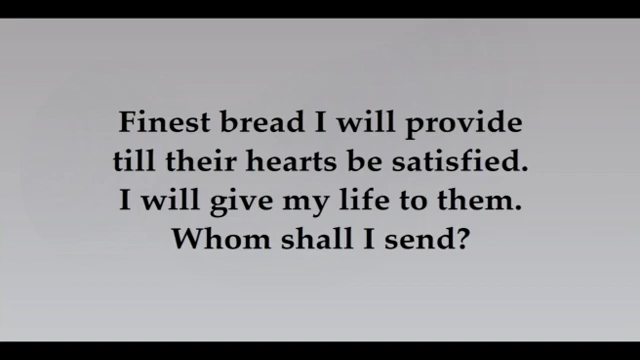 Finest bread I will provide
till their hearts be satisfied.
I will give my life to them.
Whom shall I send?